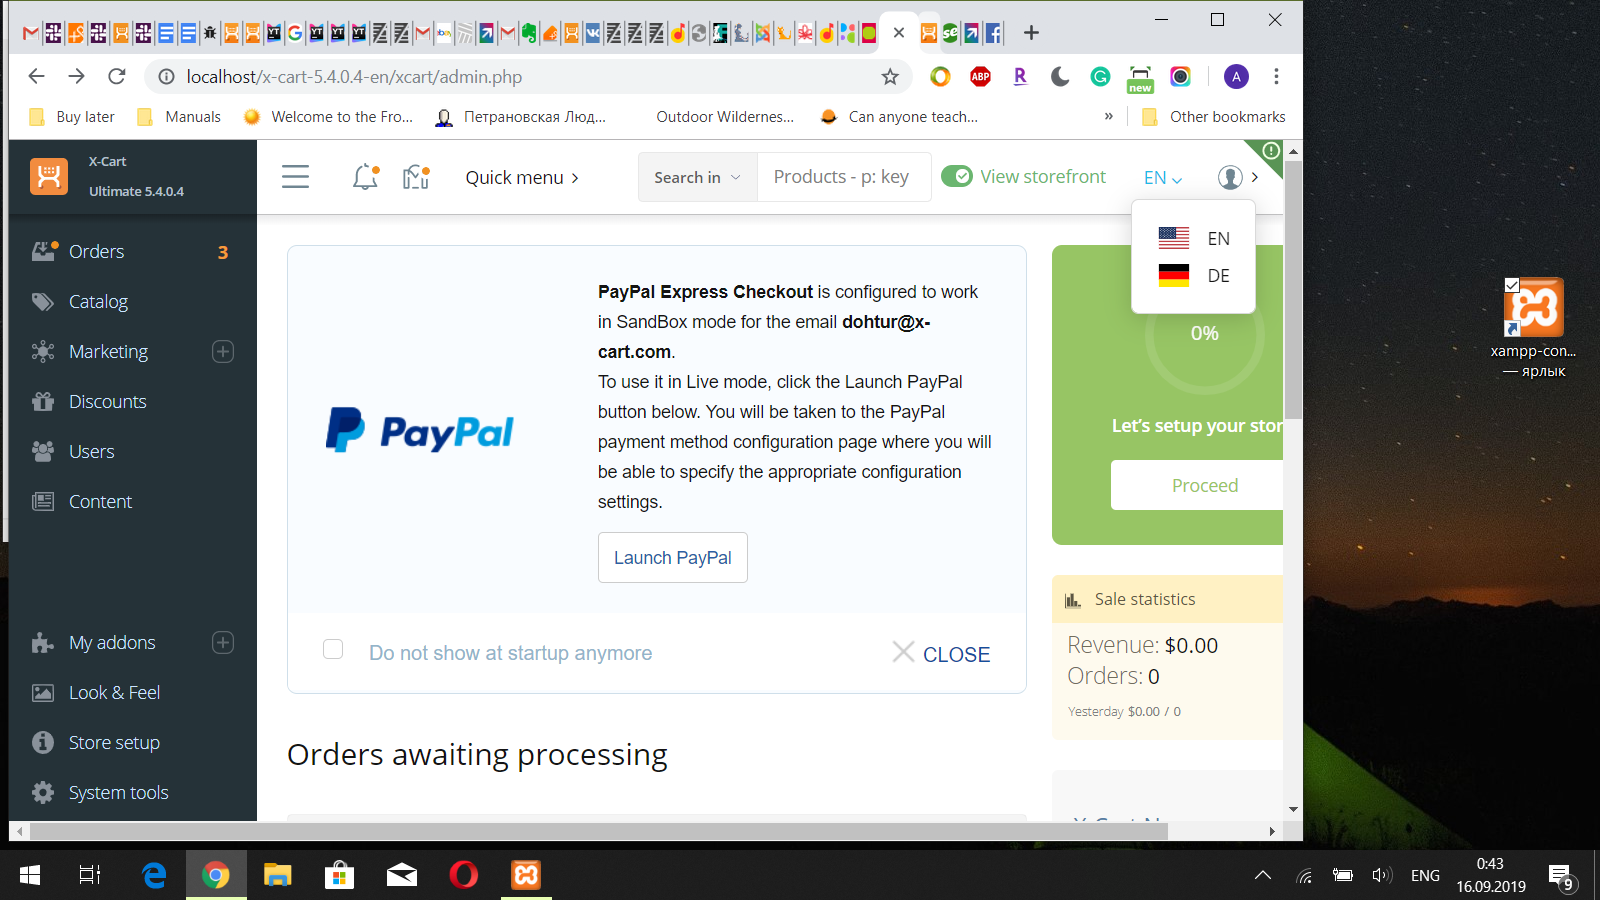 localhost/x-cart-5.4.0.4-en/xcart/admin.php
ABP
R
new
A
Buy later
Manuals
Welcome to the Fro...
Петрановская Люд...
Outdoor Wildernes...
Can anyone teach...
»
Other bookmarks
X-Cart
Ultimate 5.4.0.4
Quick menu
Search in
Products - p: key
View storefront
EN
EN
DE
Orders
3
Catalog
Marketing
Discounts
Users
Content
My addons
Look & Feel
Store setup
System tools
PayPal
PayPal Express Checkout is configured to work
in SandBox mode for the email dohtur@x-
cart.com.
To use it in Live mode, click the Launch PayPal
button below. You will be taken to the PayPal
payment method configuration page where you will
be able to specify the appropriate configuration
settings.
Launch PayPal
Do not show at startup anymore
CLOSE
Orders awaiting processing
0%
Let's setup your stor
Proceed
Sale statistics
Revenue: $0.00
Orders: 0
Yesterday $0.00 / 0
xampp-con...
— ярлык
ENG
0:43
16.09.2019
9